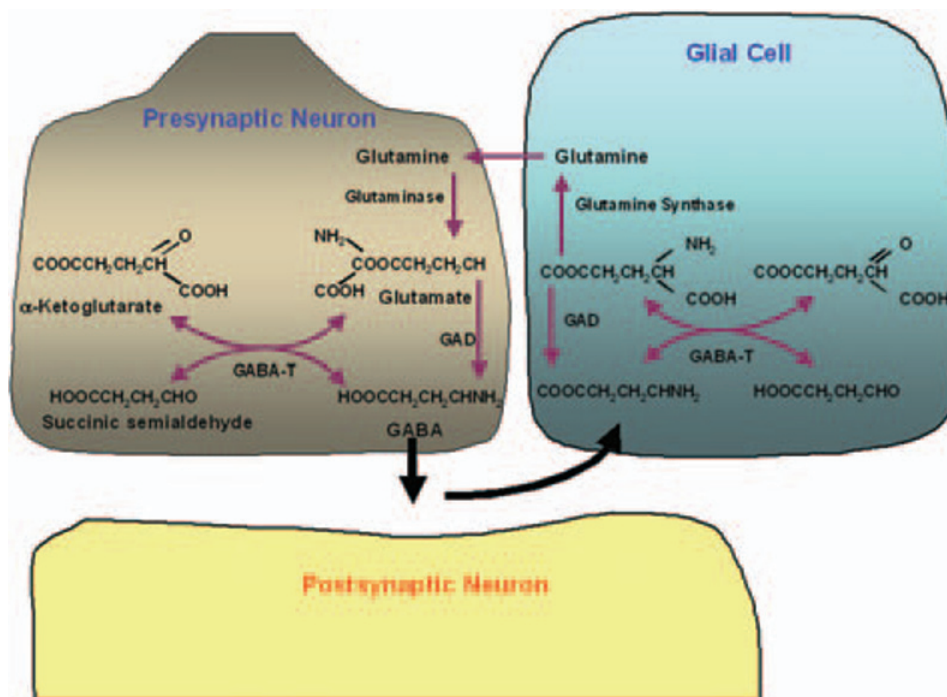 Presynaptic Neuron
Glutamine
Glutaminase
O
COOCCH₂CH₂CH
COOH
α-Ketoglutarate
NH₂
COOCCH₂CH₂CH
COOH
Glutamate
GAD
GABA-T
HOOCCH₂CH₂CHO
Succinic semialdehyde
HOOCCH₂CH₂CHNH₂
GABA
Glial Cell
Glutamine
Glutamine Synthase
NH₂
COOCCH₂CH₂CH
COOH
O
COOCCH₂CH₂CH
COOH
GAD
GABA-T
COOCCH₂CH₂CHNH₂
HOOCCH₂CH₂CHO
Postsynaptic Neuron